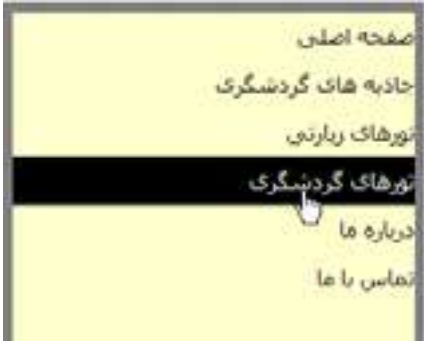 صفحه اصلی
جاذبه های گردشگری
تورهای زیارتی
تورهای گردشگری
درباره ما
تماس با ما